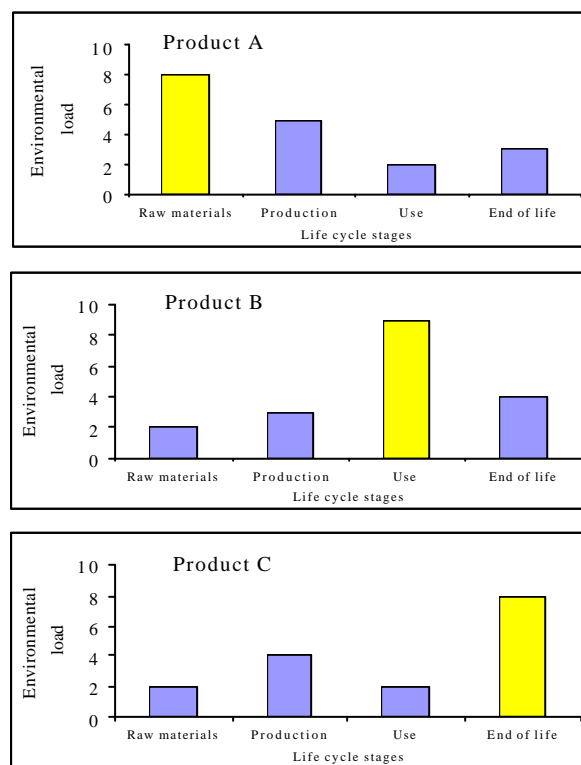 Product A
Environmental
load
10
8
6
4
2
0
Raw materials Production Use End of life
Life cycle stages
Product B
Environmental
load
10
8
6
4
2
0
Raw materials Production Use End of life
Life cycle stages
Product C
Environmental
load
10
8
6
4
2
0
Raw materials Production Use End of life
Life cycle stages